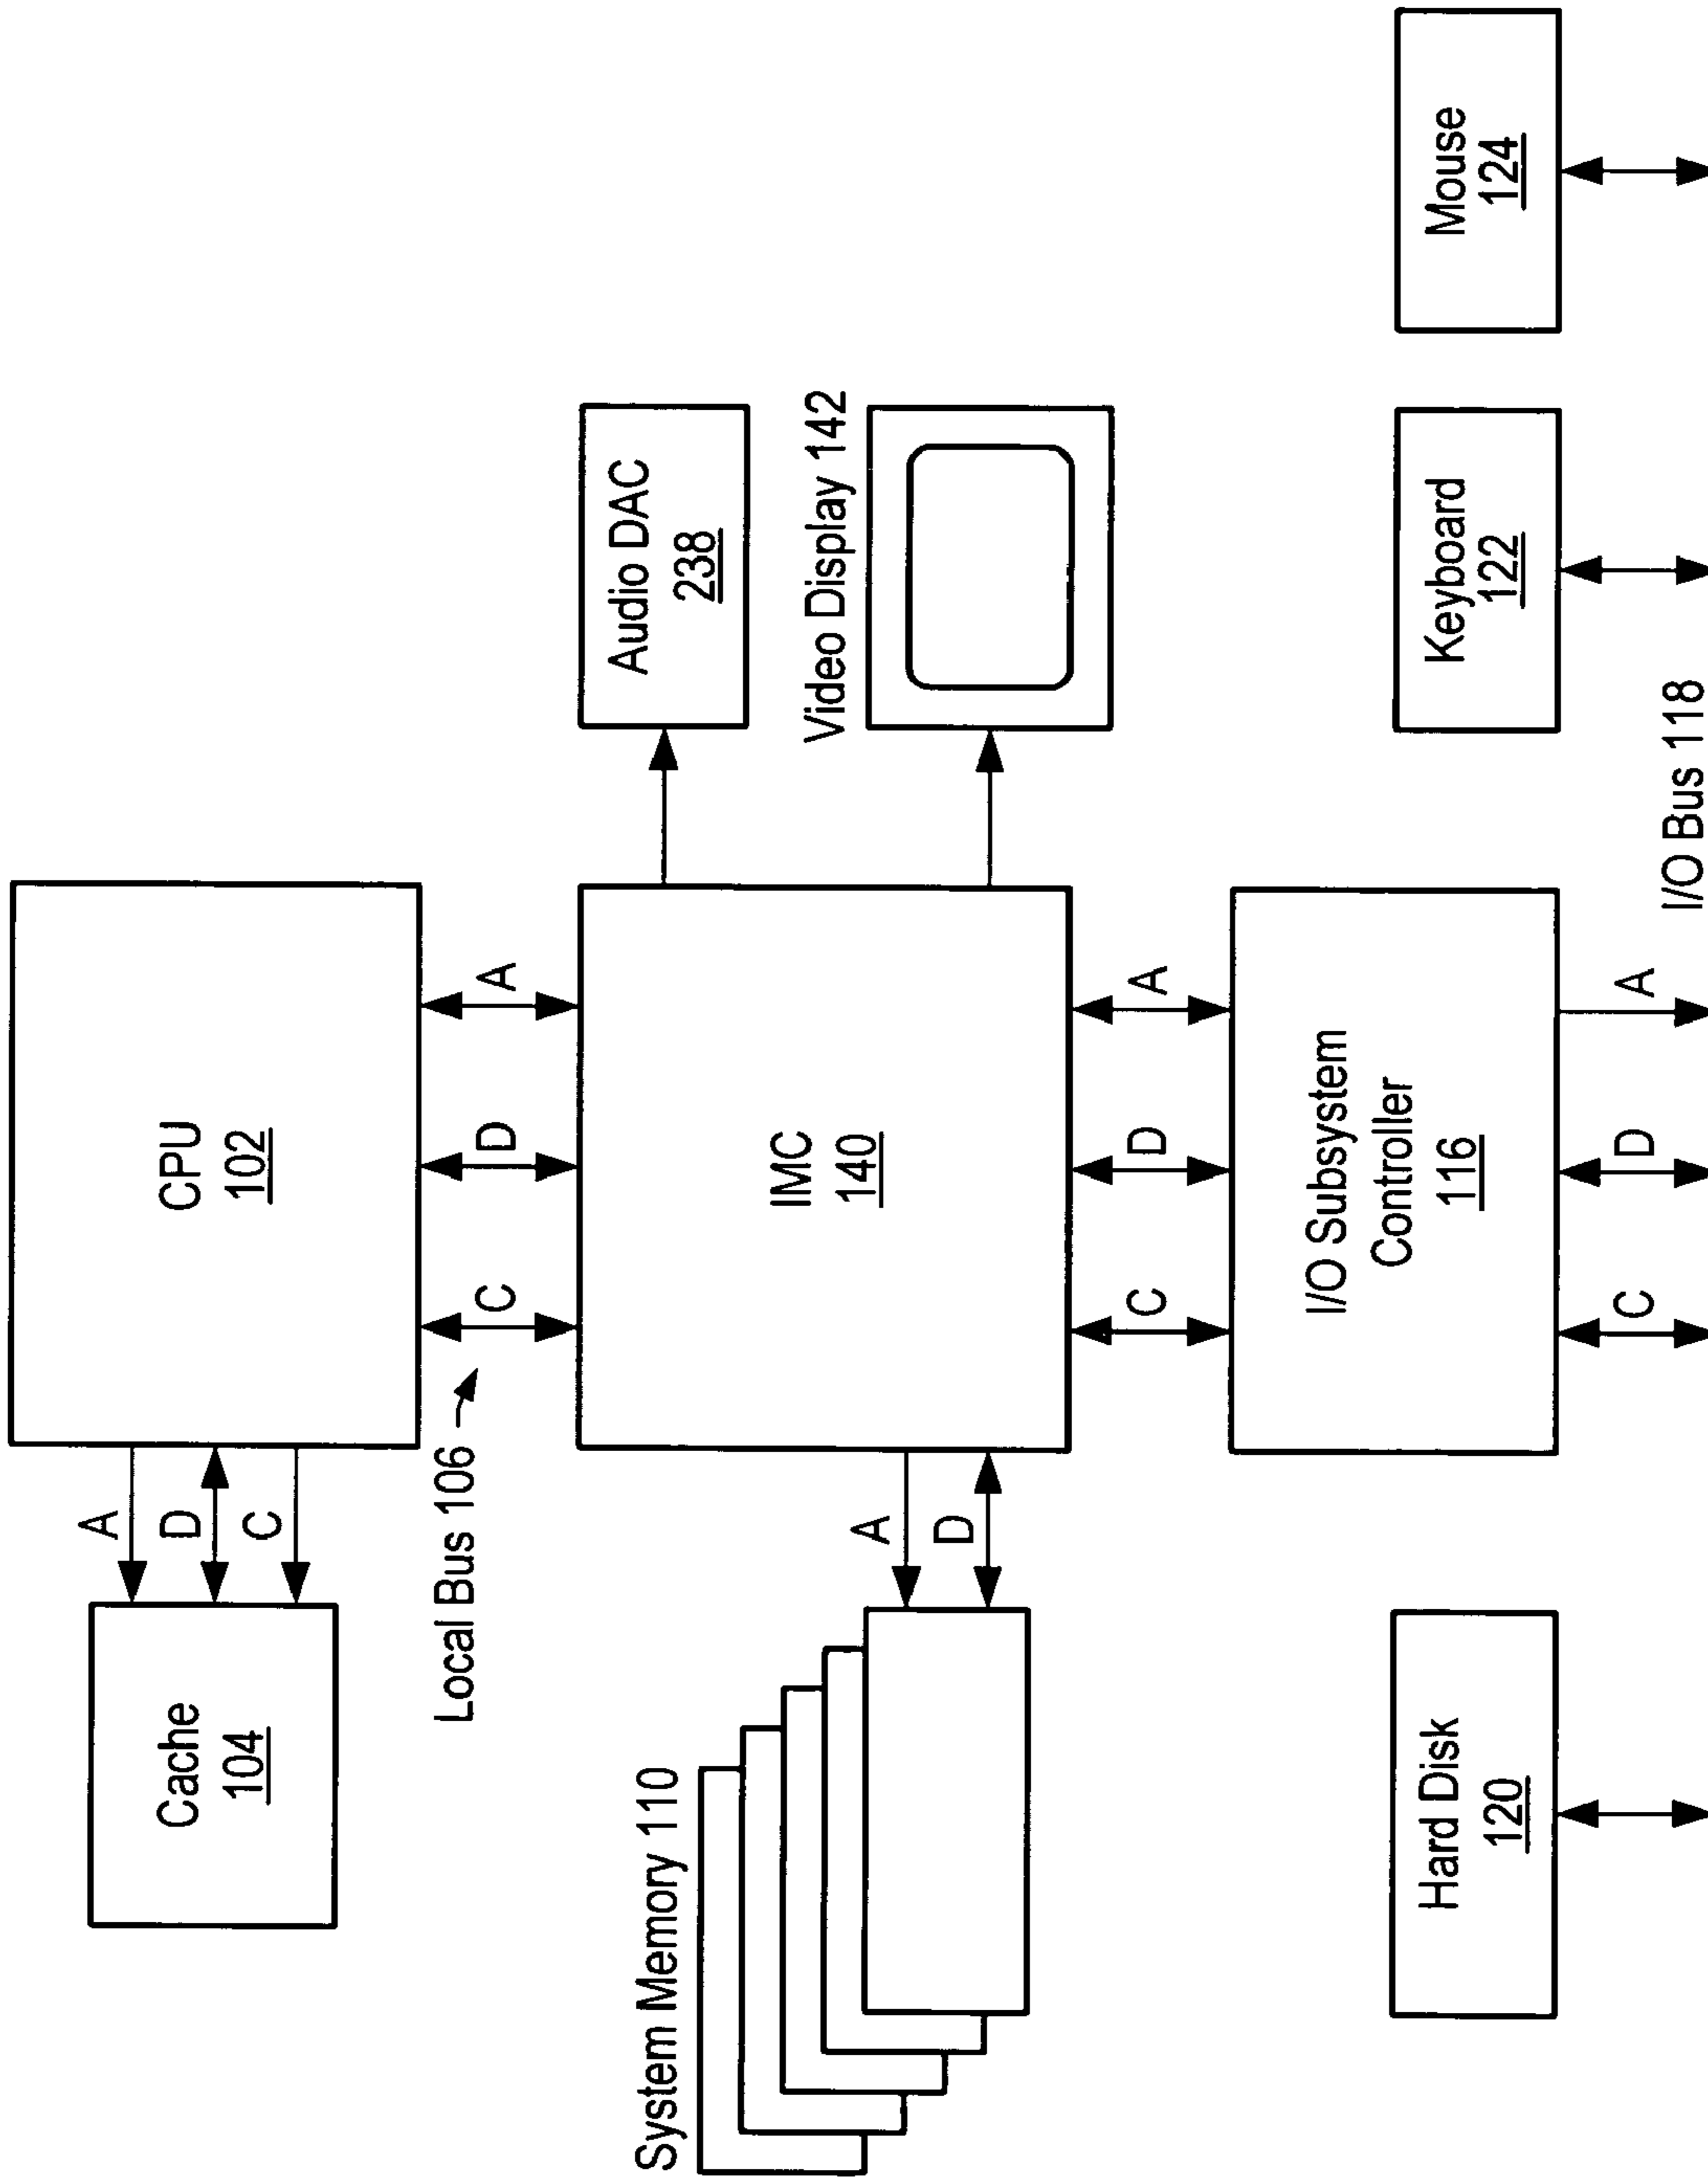 Cache
104
A
D
C
CPU
102
Local Bus 106
C
D
A
System Memory 110
A
D
IMC
140
Audio DAC
238
Video Display 142
C
D
A
Hard Disk
120
I/O Subsystem
Controller
116
Keyboard
122
Mouse
124
C
D
A
I/O Bus 118